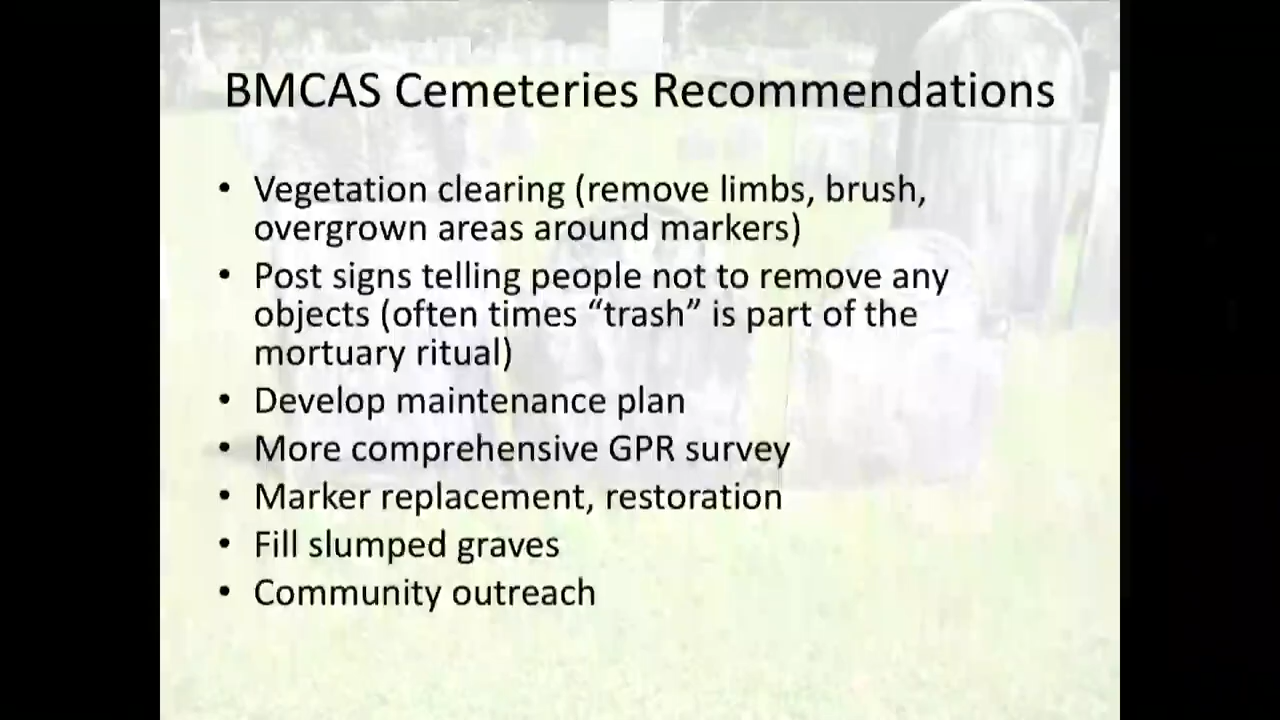 BMCAS Cemeteries Recommendations
• Vegetation clearing (remove limbs, brush,
overgrown areas around markers)
• Post signs telling people not to remove any
objects (often times “trash” is part of the
mortuary ritual)
• Develop maintenance plan
• More comprehensive GPR survey
• Marker replacement, restoration
• Fill slumped graves
• Community outreach